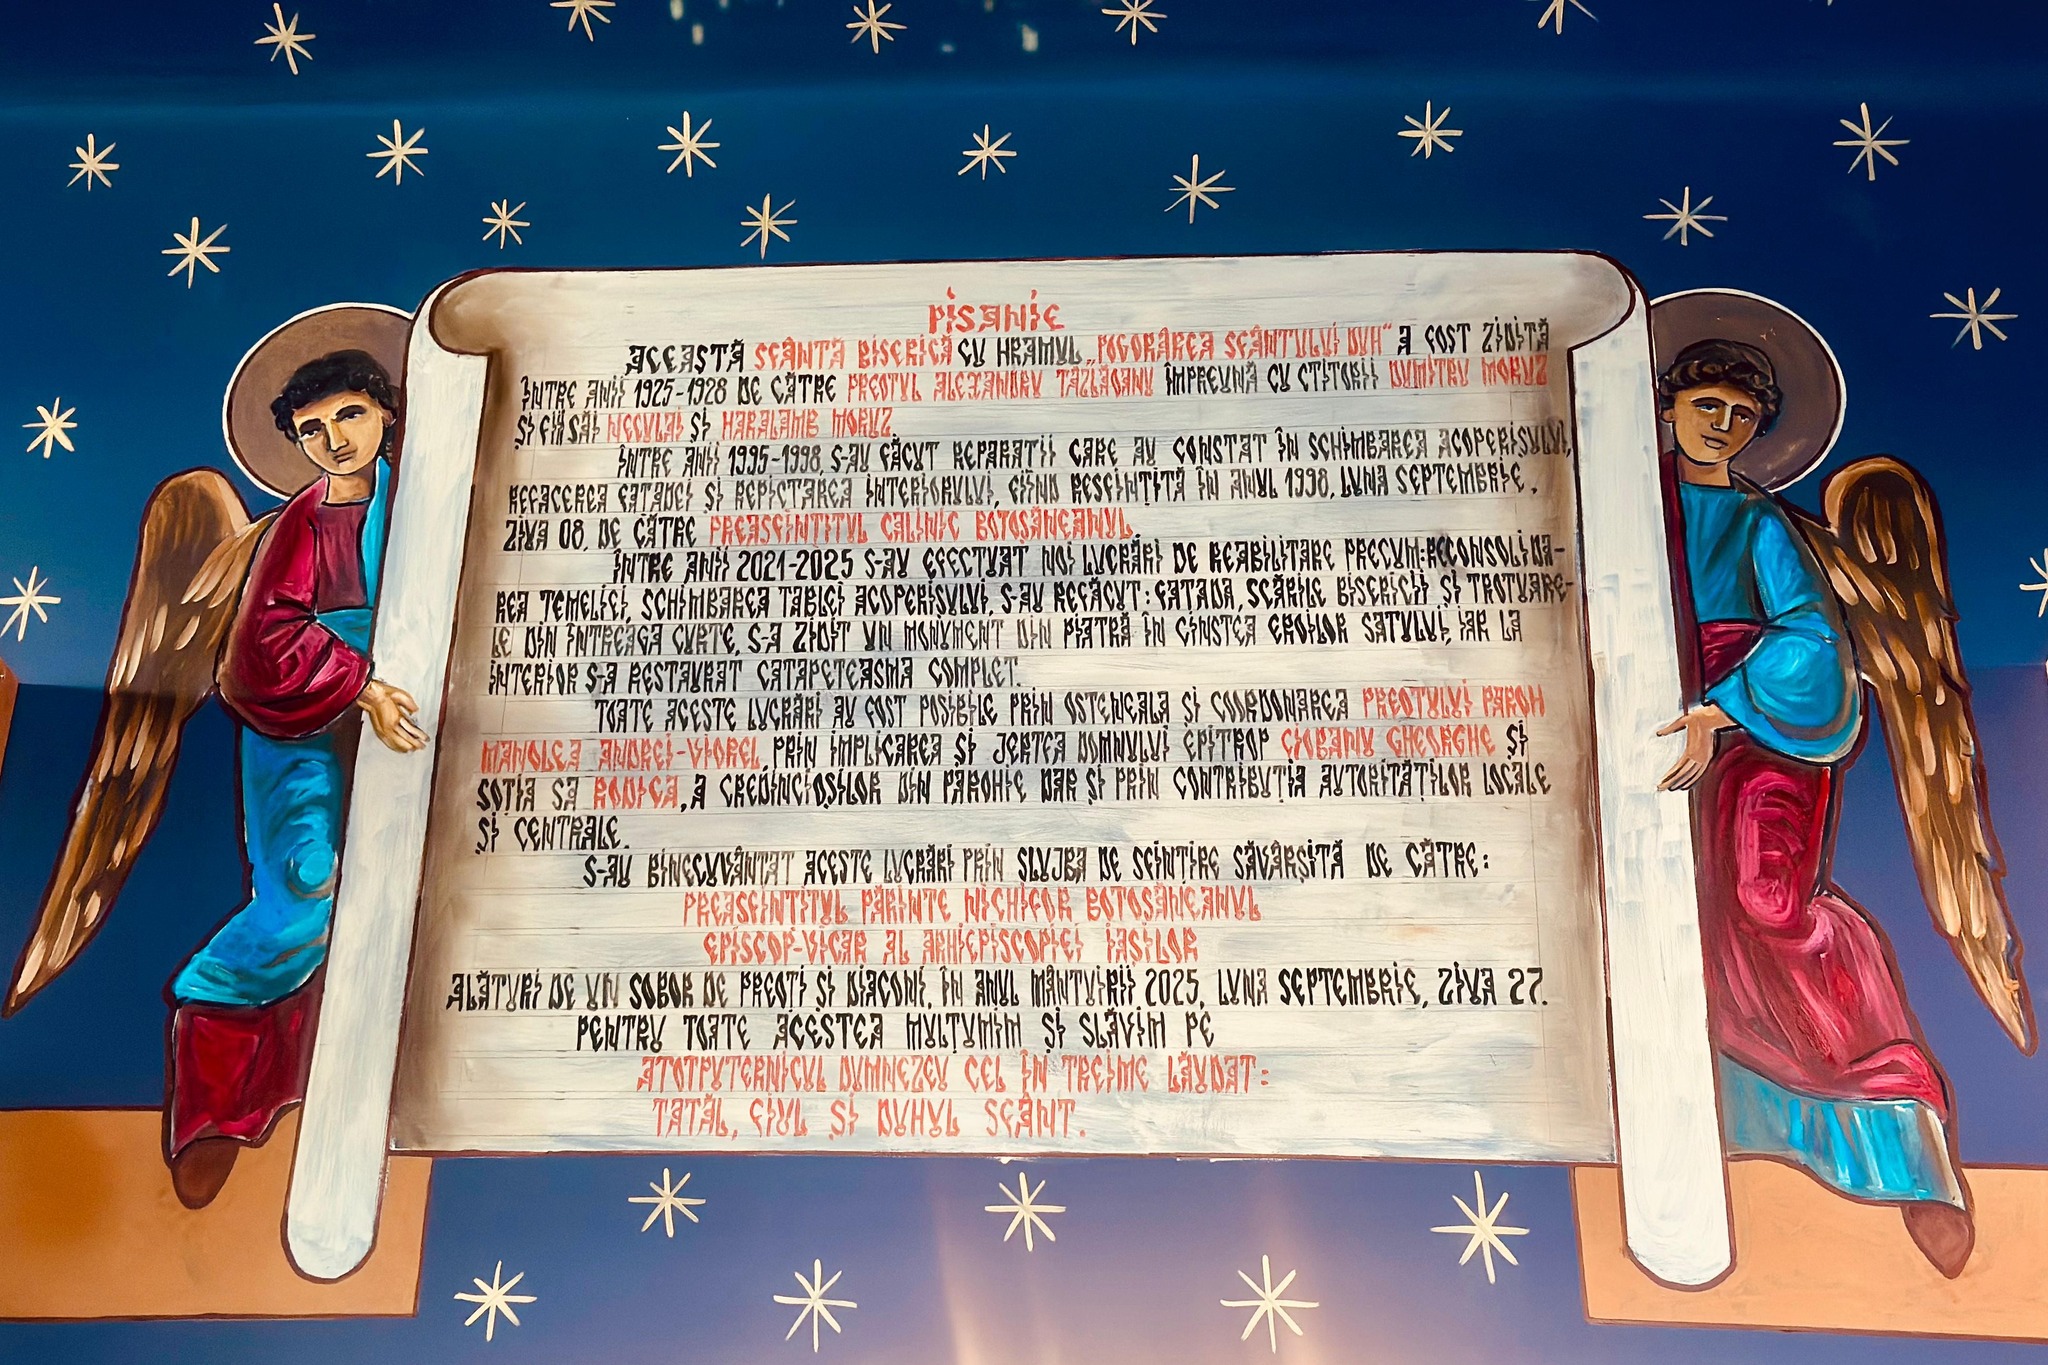 PISANIE
ACEASTĂ SFÂNTĂ BISERICĂ CU HRAMUL „POGORÂREA SFÂNTULUI DUH" A FOST ZIDITĂ
ÎNTRE ANII 1925-1928 DE CĂTRE PREOTUL ALEXANDRU TAZLĂOANU ÎMPREUNĂ CU CTITORII DUMITRU MORUZ
ȘI FIII SĂI NECULAI ȘI HARALAMB MORUZ.
ÎNTRE ANII 1995-1998, S-AU FĂCUT REPARATII CARE AU CONSTAT ÎN SCHIMBAREA ACOPERIȘULUI,
REFACEREA FATADEI ȘI REPICTAREA INTERIORULUI, FIIND RESFINȚITĂ ÎN ANUL 1998, LUNA SEPTEMBRIE,
ZIVA 08, DE CĂTRE PREASFINTITUL CALINIC BOTOȘĂNEANUL.
ÎNTRE ANII 2021-2025 S-AU EFECTUAT NOI LUCRĂRI DE REABILITARE PRECUM: RECONSOLIDA-
REA TEMELIEI, SCHIMBAREA TABLEI ACOPERIȘULUI, S-AU REFĂCUT: FATADA, SCĂRILE BISERICII ȘI TROTUARE-
LE DIN ÎNTREAGA CURTE, S-A ZIDIT UN MONUMENT DIN PIATRĂ ÎN CINSTEA EROILOR SATULUI, IAR LA
INTERIOR S-A RESTAURAT CATAPETEASMA COMPLET.
TOATE ACESTE LUCRĂRI AU FOST POSIBILE PRIN OSTENEALA ȘI COORDONAREA PREOTULUI PAROH
MANOLEA ANDREI-VIOREL, PRIN IMPLICAREA ȘI JERTFA DOMNULUI EPITROP CIOBANU GHEORGHE ȘI
SOȚIA SA RODICA, A CREDINCIOȘILOR DIN PAROHIE DAR ȘI PRIN CONTRIBUȚIA AUTORITĂȚILOR LOCALE
ȘI CENTRALE.
S-AU BINECUVÂNTAT ACESTE LUCRĂRI PRIN SLUJBA DE SFINȚIRE SĂVÂRȘITĂ DE CĂTRE:
PREASFINTITUL PĂRINTE NICHIFOR BOTOȘĂNEANUL
EPISCOP-VICAR AL ARHIEPISCOPIEI IAȘILOR
ALĂTURI DE UN SOBOR DE PREOȚI ȘI DIACONI, ÎN ANUL MÂNTUIRII 2025, LUNA SEPTEMBRIE, ZIUA 27.
PENTRU TOATE ACESTEA MULȚUMIM ȘI SLĂVIM PE
ATOTPUTERNICUL DUMNEZEU CEL ÎN TREIME LĂUDAT:
TATĂL, FIUL ȘI DUHUL SFÂNT.